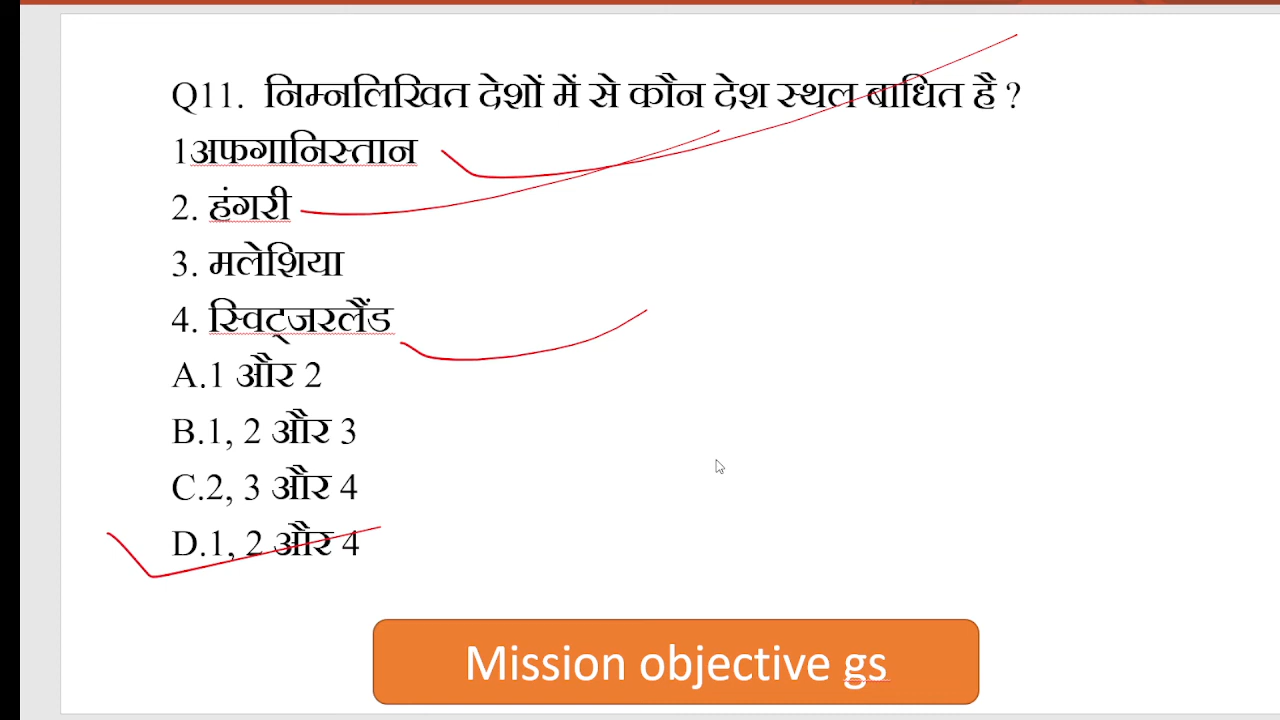 Q11. निम्नलिखित देशों में से कौन देश स्थल बाधित है ?
1अफगानिस्तान
2. हंगरी
3. मलेशिया
4. स्विट्जरलैंड
A.1 और 2
B.1, 2 और 3
C.2, 3 और 4
D.1, 2 और 4
Mission objective gs